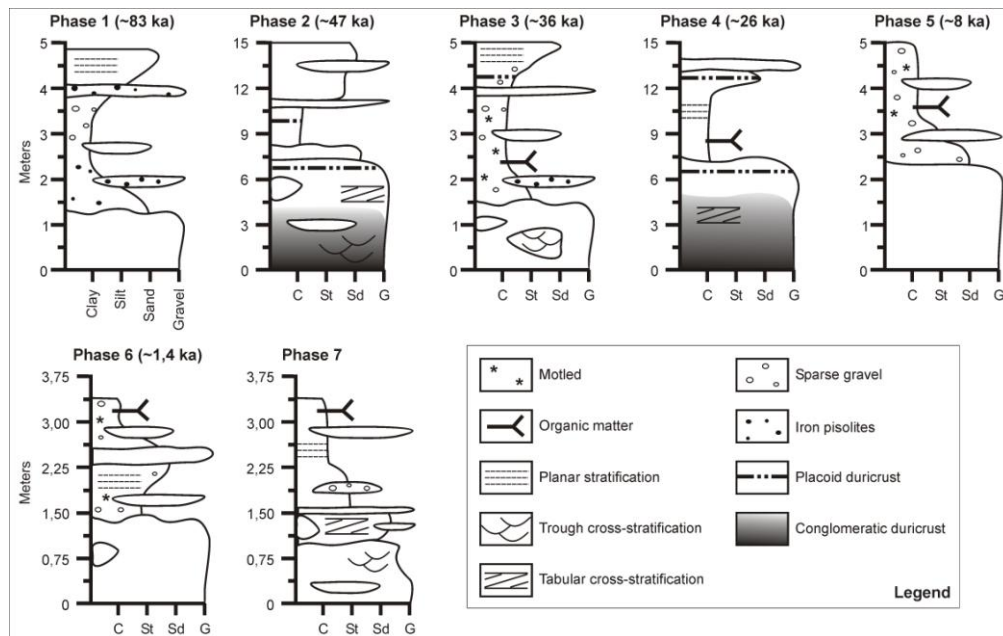 Phase 1 (~83 ka)
5
4
3
2
1
0
Meters
Clay
Silt
Sand
Gravel
Phase 2 (~47 ka)
15
12
9
6
3
0
C St Sd G
Phase 3 (~36 ka)
5
4
3
2
1
0
C St Sd G
Phase 4 (~26 ka)
15
12
9
6
3
0
C St Sd G
Phase 5 (~8 ka)
5
4
3
2
1
0
C St Sd G
Phase 6 (~1,4 ka)
3,75
3,00
2,25
1,50
0,75
0
Meters
C St Sd G
Phase 7
3,75
3,00
2,25
1,50
0,75
0
C St Sd G
Motled
Organic matter
Planar stratification
Trough cross-stratification
Tabular cross-stratification
Sparse gravel
Iron pisolites
Placoid duricrust
Conglomeratic duricrust
Legend